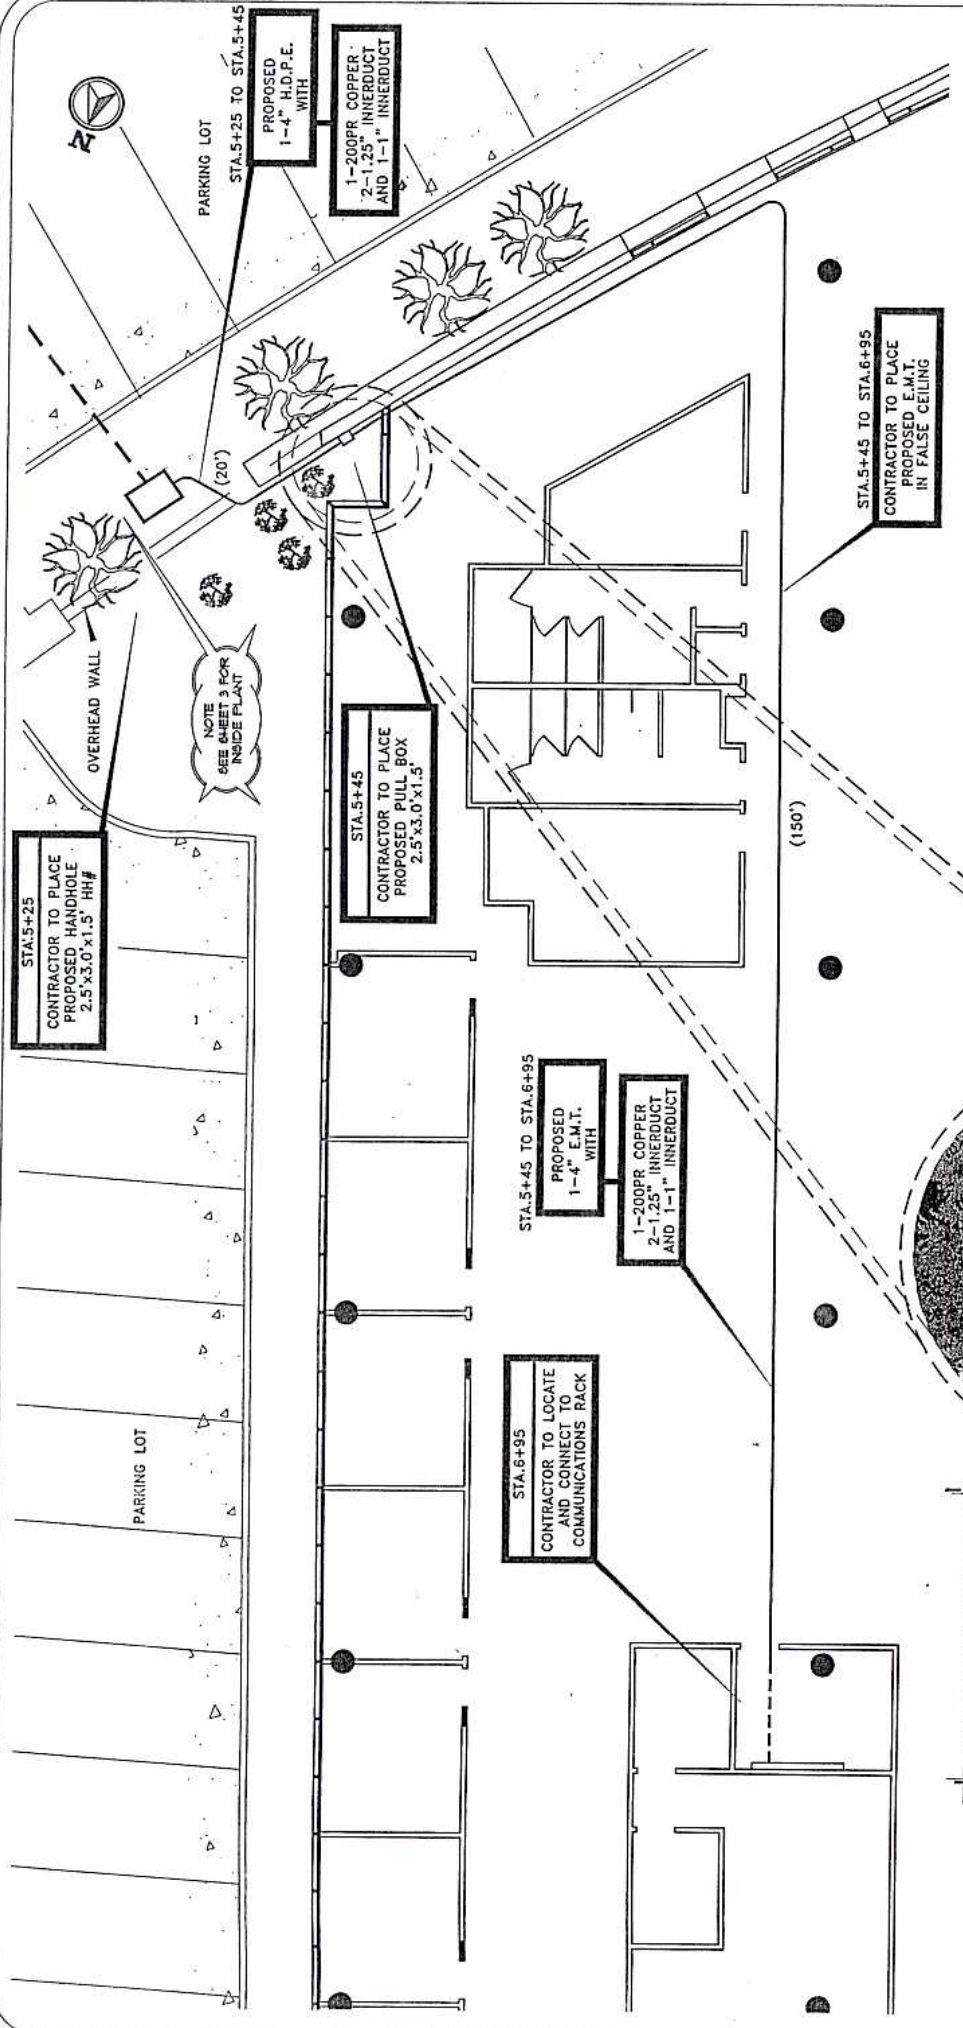 STA.5+25
CONTRACTOR TO PLACE
PROPOSED HANDHOLE
2.5'x3.0'x1.5' HH#
OVERHEAD WALL
NOTE
SEE SHEET 3 FOR
INSIDE PLANT
N
PARKING LOT
STA.5+25 TO STA.5+45
PROPOSED
1-4" H.D.P.E.
WITH
1-200PR COPPER
2-1.25" INERDUCT
AND 1-1" INNERDUCT
(20')
PARKING LOT
STA.5+45
CONTRACTOR TO PLACE
PROPOSED PULL BOX
2.5'x3.0'x1.5'
STA.6+95
CONTRACTOR TO LOCATE
AND CONNECT TO
COMMUNICATIONS RACK
STA.5+45 TO STA.6+95
PROPOSED
1-4" E.M.T.
WITH
1-200PR COPPER
2-1.25" INNERDUCT
AND 1-1" INNERDUCT
(150')
STA.5+45 TO STA.6+95
CONTRACTOR TO PLACE
PROPOSED E.M.T.
IN FALSE CEILING